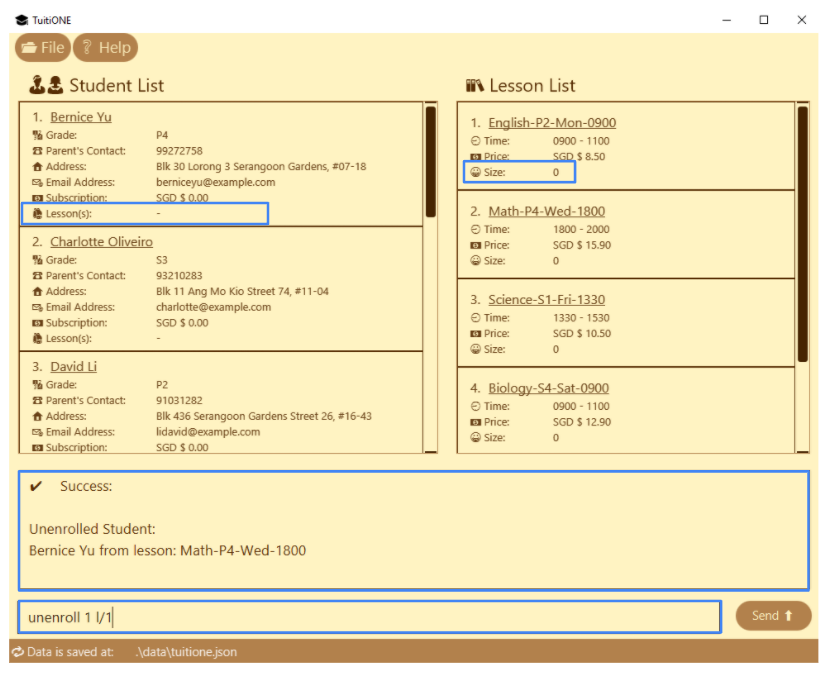 TuitiONE
File Help
Student List
1. Bernice Yu
Grade: P4
Parent's Contact: 99272758
Address: Blk 30 Lorong 3 Serangoon Gardens, #07-18
Email Address: berniceyu@example.com
Subscription: SGD $ 0.00
Lesson(s): -
2. Charlotte Oliveiro
Grade: S3
Parent's Contact: 93210283
Address: Blk 11 Ang Mo Kio Street 74, #11-04
Email Address: charlotte@example.com
Subscription: SGD $ 0.00
Lesson(s): -
3. David Li
Grade: P2
Parent's Contact: 91031282
Address: Blk 436 Serangoon Gardens Street 26, #16-43
Email Address: lidavid@example.com
Subscription: SGD $ 0.00
Lesson List
1. English-P2-Mon-0900
Time: 0900 - 1100
Price: SGD $ 8.50
Size: 0
2. Math-P4-Wed-1800
Time: 1800 - 2000
Price: SGD $ 15.90
Size: 0
3. Science-S1-Fri-1330
Time: 1330 - 1530
Price: SGD $ 10.50
Size: 0
4. Biology-S4-Sat-0900
Time: 0900 - 1100
Price: SGD $ 12.90
Size: 0
✔ Success:
Unenrolled Student:
Bernice Yu from lesson: Math-P4-Wed-1800
unenroll 1 l/1
Send
Data is saved at: .\data\tuitione.json